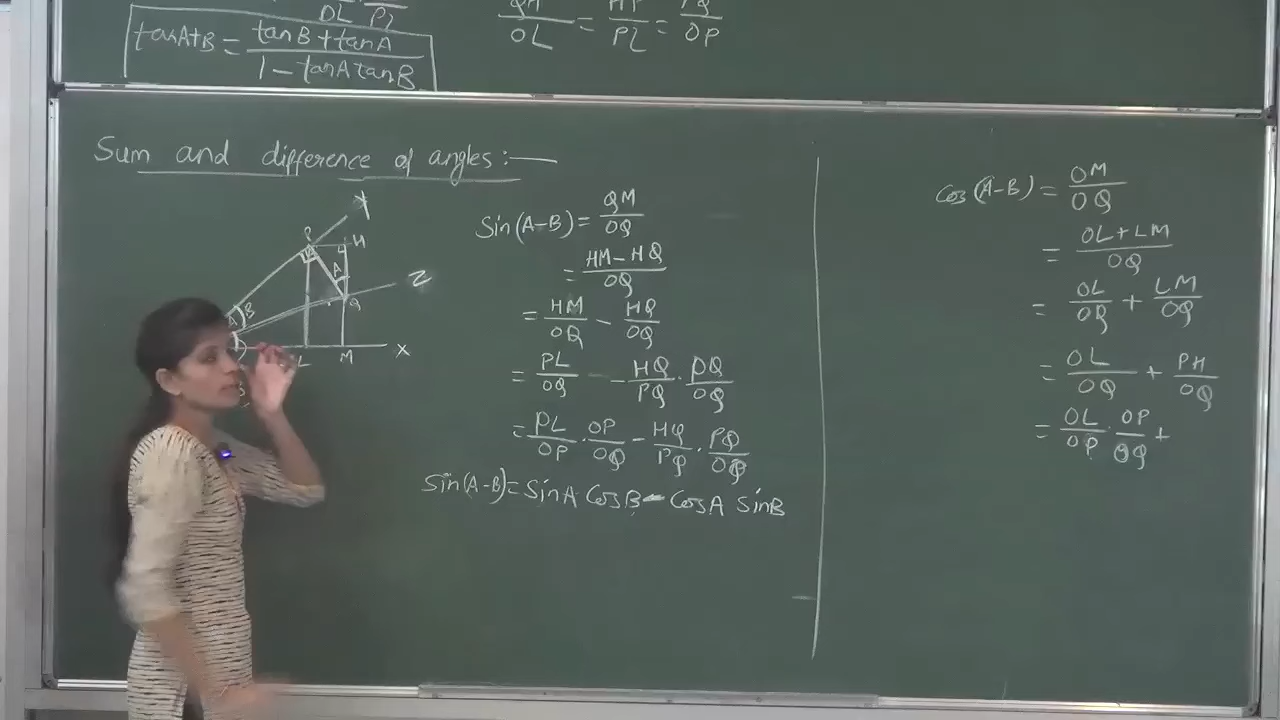 OL PL
tanA+B = tanB + tanA / 1 - tanA tanB
QM/OL = HP/PL = PQ/OP
Sum and difference of angles :—
Y
P H
A
Z
B
Q
L M X
Sin(A-B) = QM/OQ
= HM-HQ/OQ
= HM/OQ - HQ/OQ
= PL/OQ - HQ/PQ . PQ/OQ
= PL/OP . OP/OQ - HQ/PQ . PQ/OQ
Sin(A-B) = SinA CosB - CosA SinB
Cos(A-B) = OM/OQ
= OL+LM/OQ
= OL/OQ + LM/OQ
= OL/OQ + PH/OQ
= OL/OP . OP/OQ +